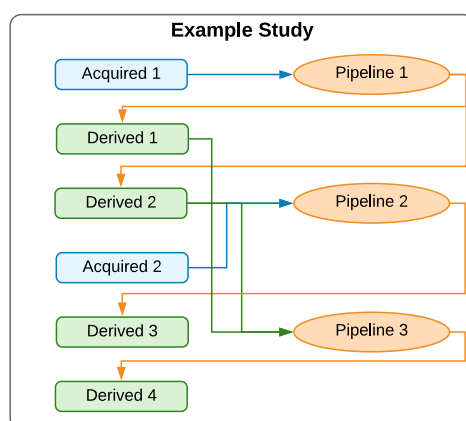 Example Study
Acquired 1
Pipeline 1
Derived 1
Derived 2
Pipeline 2
Acquired 2
Derived 3
Pipeline 3
Derived 4